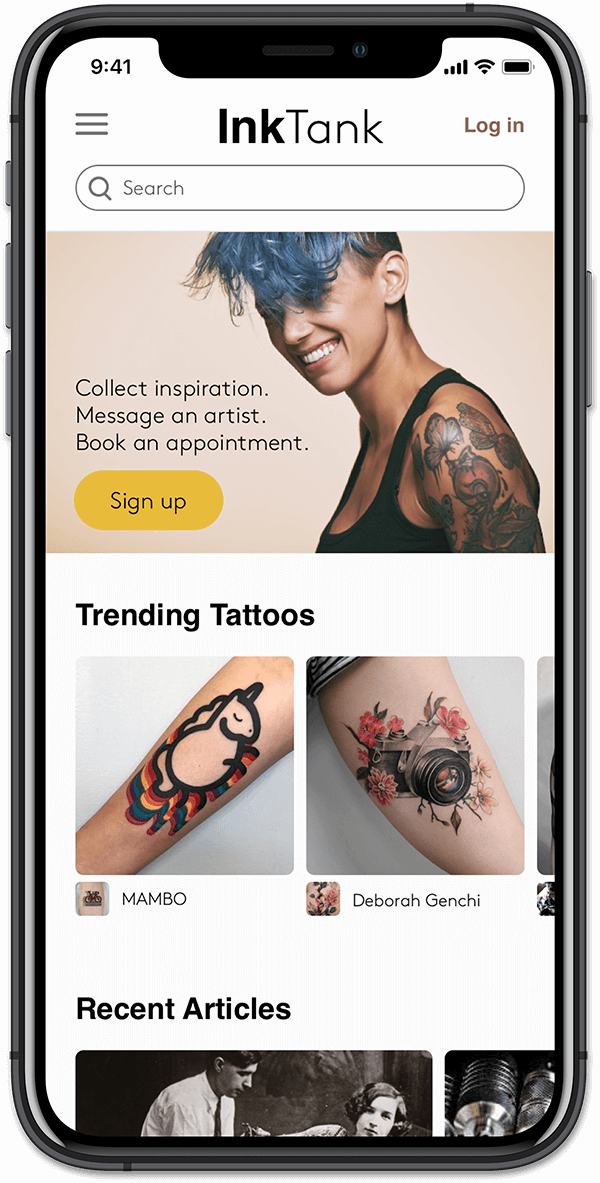 9:41
InkTank
Log in
Search
Collect inspiration.
Message an artist.
Book an appointment.
Sign up
Trending Tattoos
MAMBO
Deborah Genchi
Recent Articles